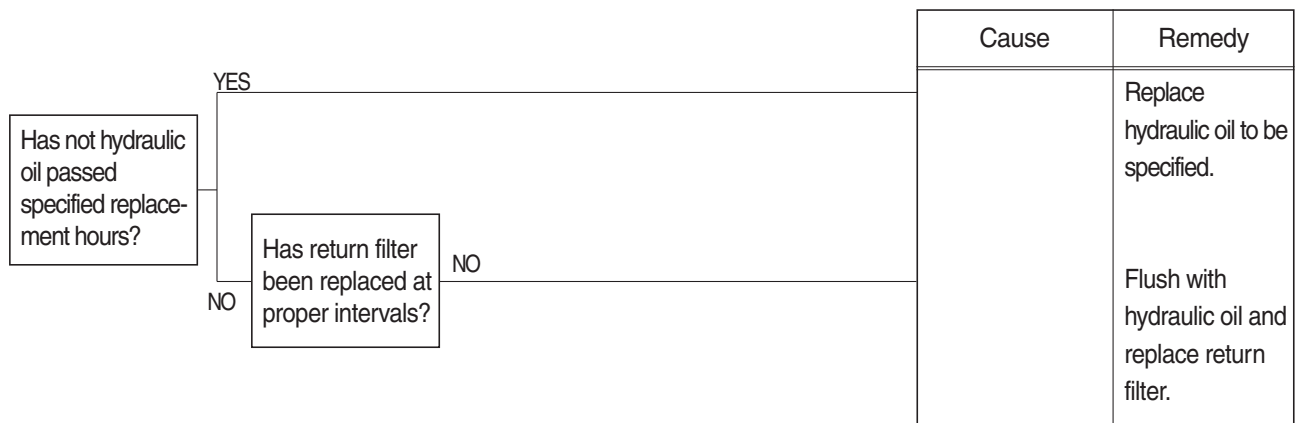 Cause
Remedy
YES
Replace
hydraulic oil to be
specified.
Has not hydraulic
oil passed
specified replace-
ment hours?
NO
Has return filter
been replaced at
proper intervals?
NO
Flush with
hydraulic oil and
replace return
filter.